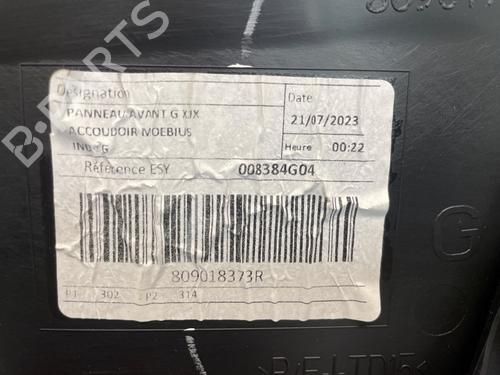 B-PARTS
Désignation
PANNEAU AVANT G XJX
ACCOUDOIR MOEBIUS
Date
21/07/2023
Heure 00:22
Référence ESY 008384G04
809018373R
P1 302 P2 314
G